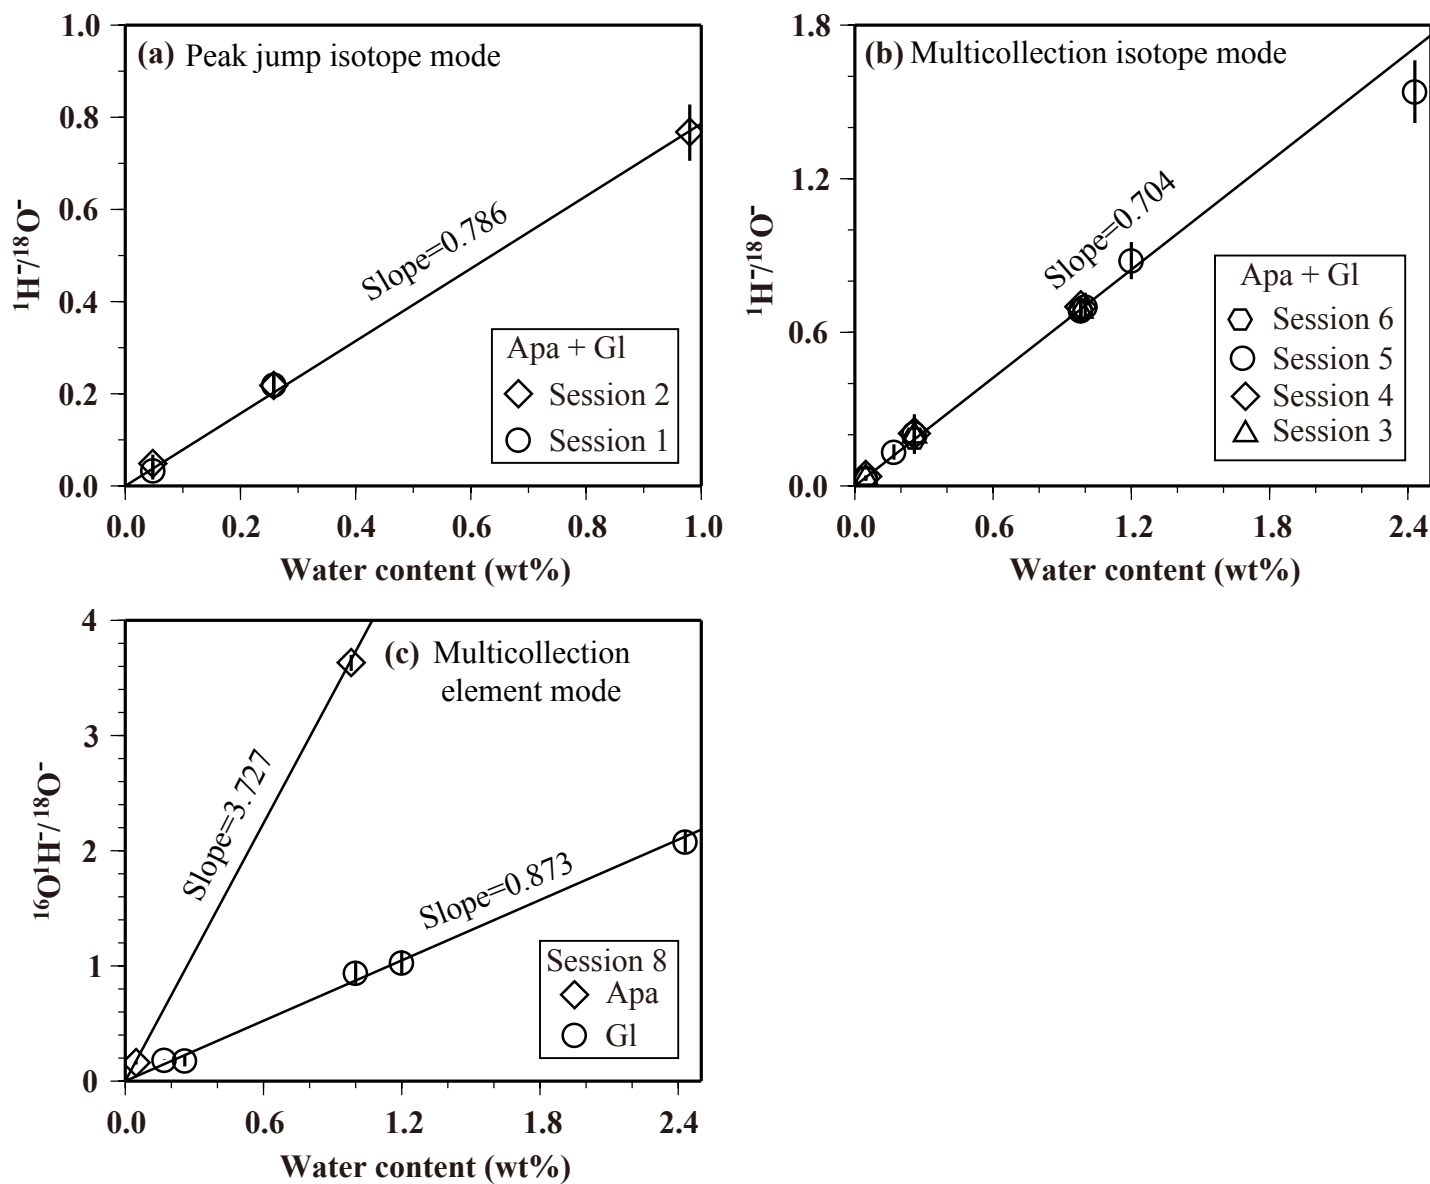 (a) Peak jump isotope mode
1.0
0.8
0.6
0.4
0.2
0.0
¹H⁻/¹⁸O⁻
Slope=0.786
Apa + Gl
Session 2
Session 1
0.0 0.2 0.4 0.6 0.8 1.0
Water content (wt%)
(b) Multicollection isotope mode
1.8
1.2
0.6
0.0
¹H⁻/¹⁸O⁻
Slope=0.704
Apa + Gl
Session 6
Session 5
Session 4
Session 3
0.0 0.6 1.2 1.8 2.4
Water content (wt%)
(c) Multicollection
element mode
4
3
2
1
0
¹⁶O¹H⁻/¹⁸O⁻
Slope=3.727
Slope=0.873
Session 8
Apa
Gl
0.0 0.6 1.2 1.8 2.4
Water content (wt%)